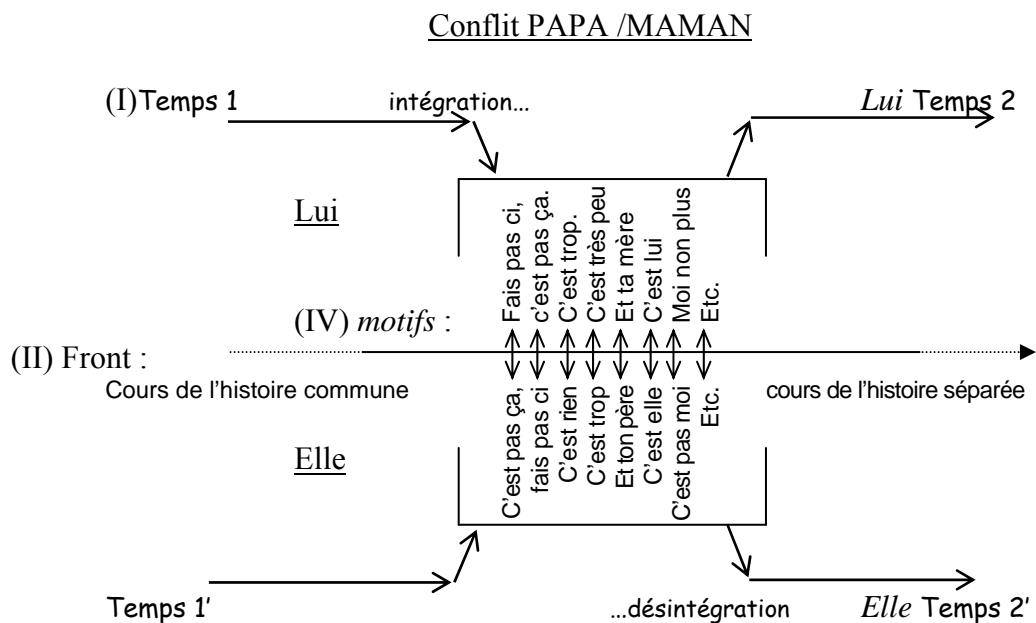 Conflit PAPA /MAMAN
(I) Temps 1
intégration...
Lui Temps 2
Lui
Fais pas ci,
c'est pas ça.
C'est trop.
C'est très peu
Et ta mère
C'est lui
Moi non plus
Etc.
(IV) motifs :
(II) Front :
Cours de l'histoire commune
cours de l'histoire séparée
C'est pas ça,
fais pas ci
C'est rien
C'est trop
Et ton père
C'est elle
C'est pas moi
Etc.
Elle
Temps 1'
...désintégration
Elle Temps 2'